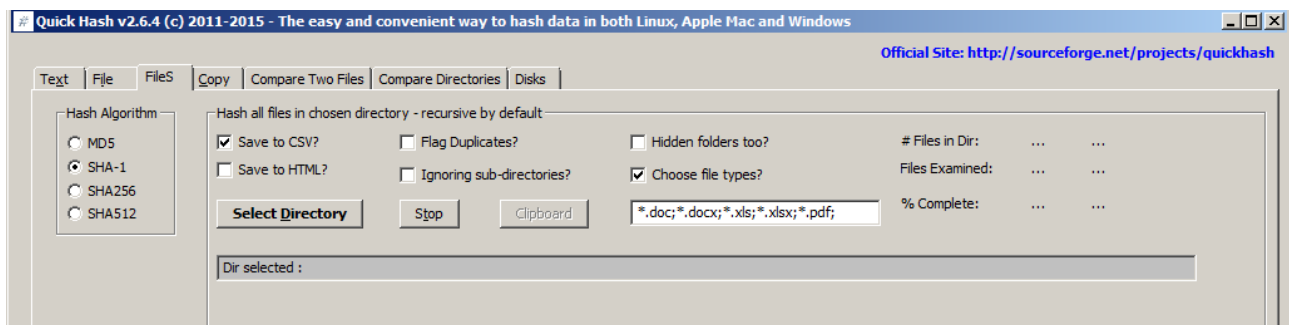 # Quick Hash v2.6.4 (c) 2011-2015 - The easy and convenient way to hash data in both Linux, Apple Mac and Windows
Official Site: http://sourceforge.net/projects/quickhash
Text File FileS Copy Compare Two Files Compare Directories Disks
Hash Algorithm
MD5
SHA-1
SHA256
SHA512
Hash all files in chosen directory - recursive by default
Save to CSV? Flag Duplicates? Hidden folders too? # Files in Dir: ... ...
Save to HTML? Ignoring sub-directories? Choose file types? Files Examined: ... ...
Select Directory Stop Clipboard *.doc;*.docx;*.xls;*.xlsx;*.pdf; % Complete: ... ...
Dir selected :